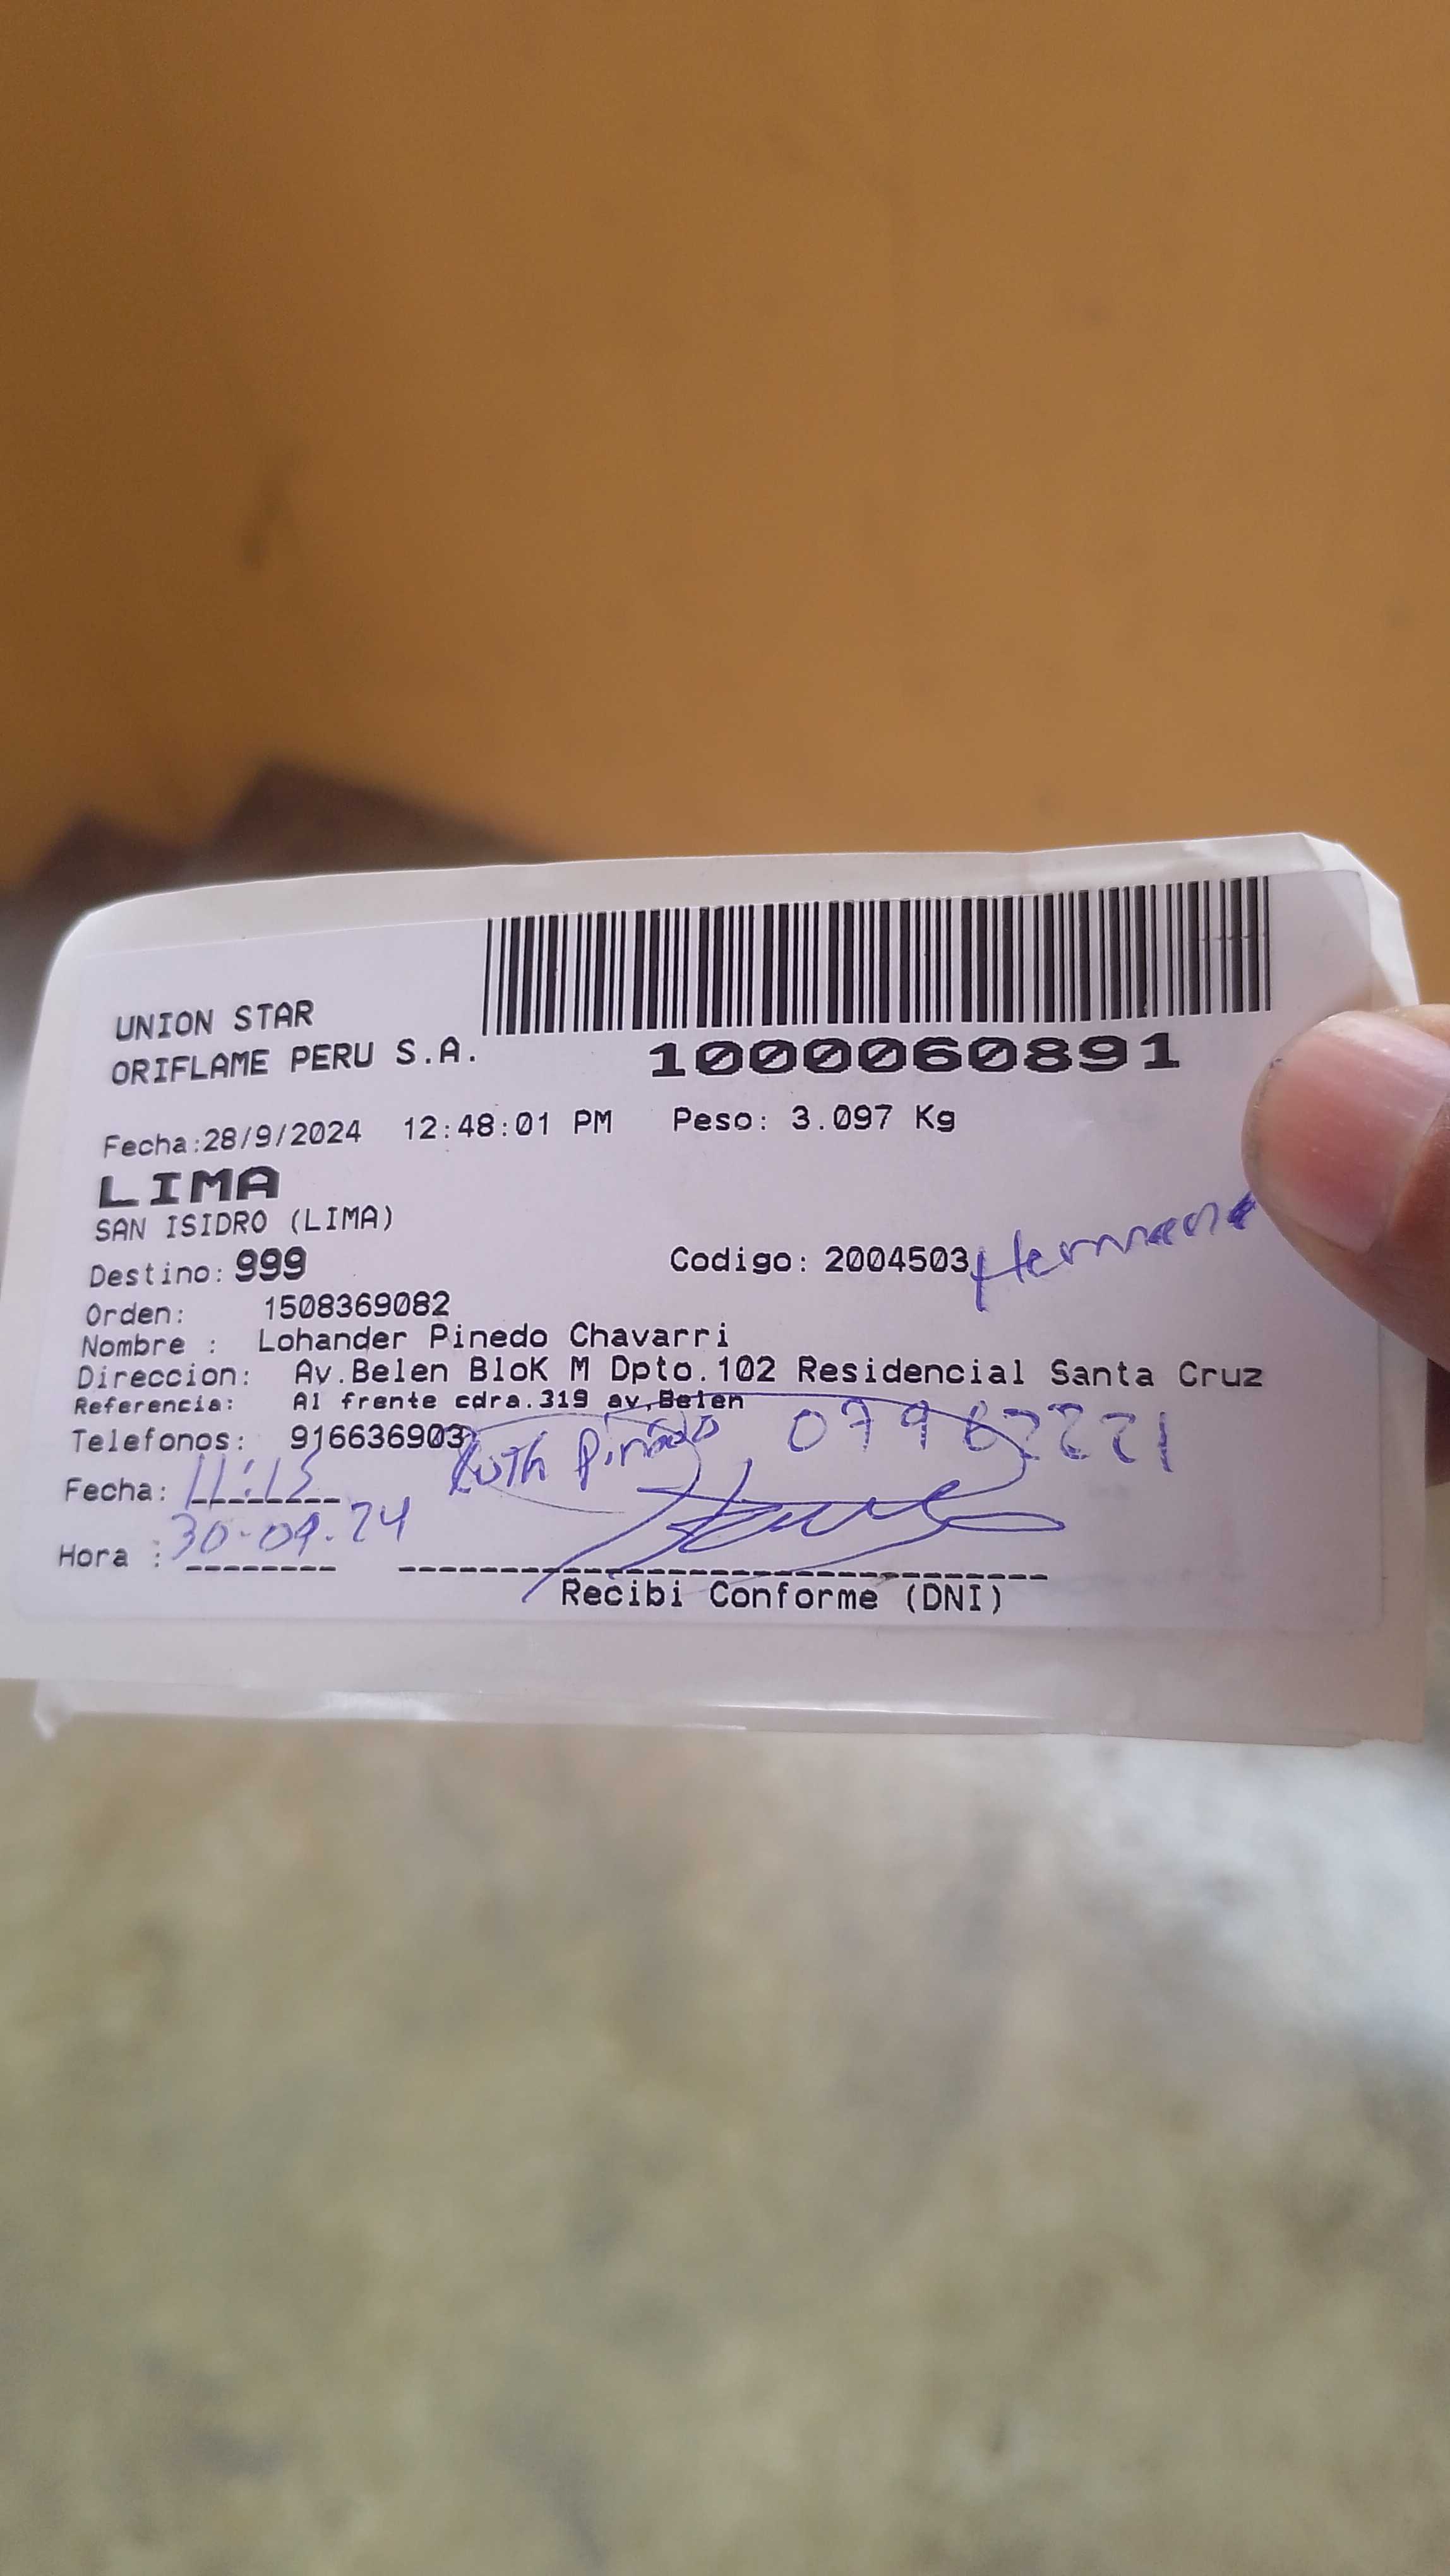 UNION STAR
ORIFLAME PERU S.A.
1000060891
Fecha:28/9/2024 12:48:01 PM Peso: 3.097 Kg
LIMA
SAN ISIDRO (LIMA)
Destino: 999 Codigo: 2004503 Hermana
Orden: 1508369082
Nombre : Lohander Pinedo Chavarri
Direccion: Av.Belen BloK M Dpto.102 Residencial Santa Cruz
Referencia: Al frente cdra.319 av,Belen
Telefonos: 916636903 Ruth Pinedo 07982221
Fecha: 11:15
Hora : 30-09-24
Recibi Conforme (DNI)